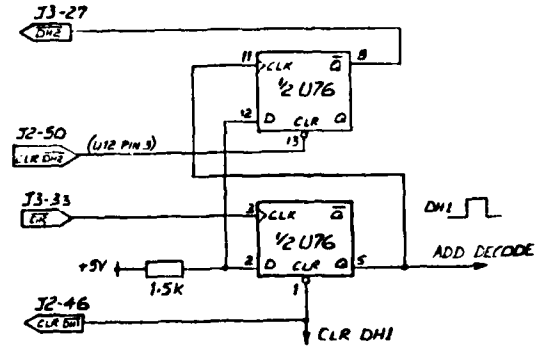 J3-27
DH2
11
CLK
Q
8
½ U76
12
D
CLR
Q
J2-50
(U12 PIN 3)
13
CLR DH2
J3-33
3
CLK
Q
DH1
½ U76
+5V
2
D
CLR
Q
5
ADD DECODE
1.5K
1
J2-46
CLR DH1
CLR DH1